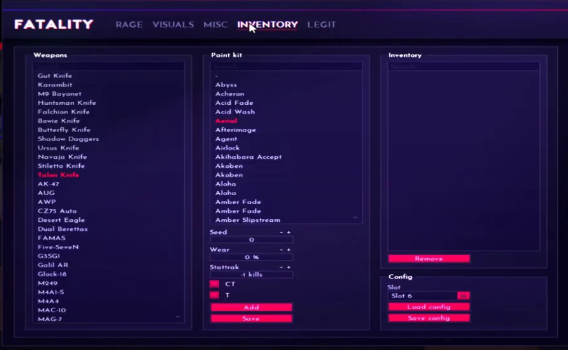 FATALITY
RAGE VISUALS MISC INVENTORY LEGIT
Weapons
Gut Knife
Karambit
M9 Bayonet
Huntsman Knife
Falchion Knife
Bowie Knife
Butterfly Knife
Shadow Daggers
Ursus Knife
Navaja Knife
Stiletto Knife
Talon Knife
AK-47
AUG
AWP
CZ75 Auto
Desert Eagle
Dual Berettas
FAMAS
Five-SeveN
G3SG1
Galil AR
Glock-18
M249
M4A1-S
M4A4
MAC-10
MAG-7
Paint kit
-
Abyss
Acheron
Acid Fade
Acid Wash
Aerial
Afterimage
Agent
Airlock
Akihabara Accept
Akoben
Akoben
Aloha
Aloha
Amber Fade
Amber Fade
Amber Slipstream
Seed - +
0
Wear - +
0 %
Stattrak - +
-1 kills
CT
T
Add
Save
Inventory
Remove
Config
Slot
Slot 6
Load config
Save config